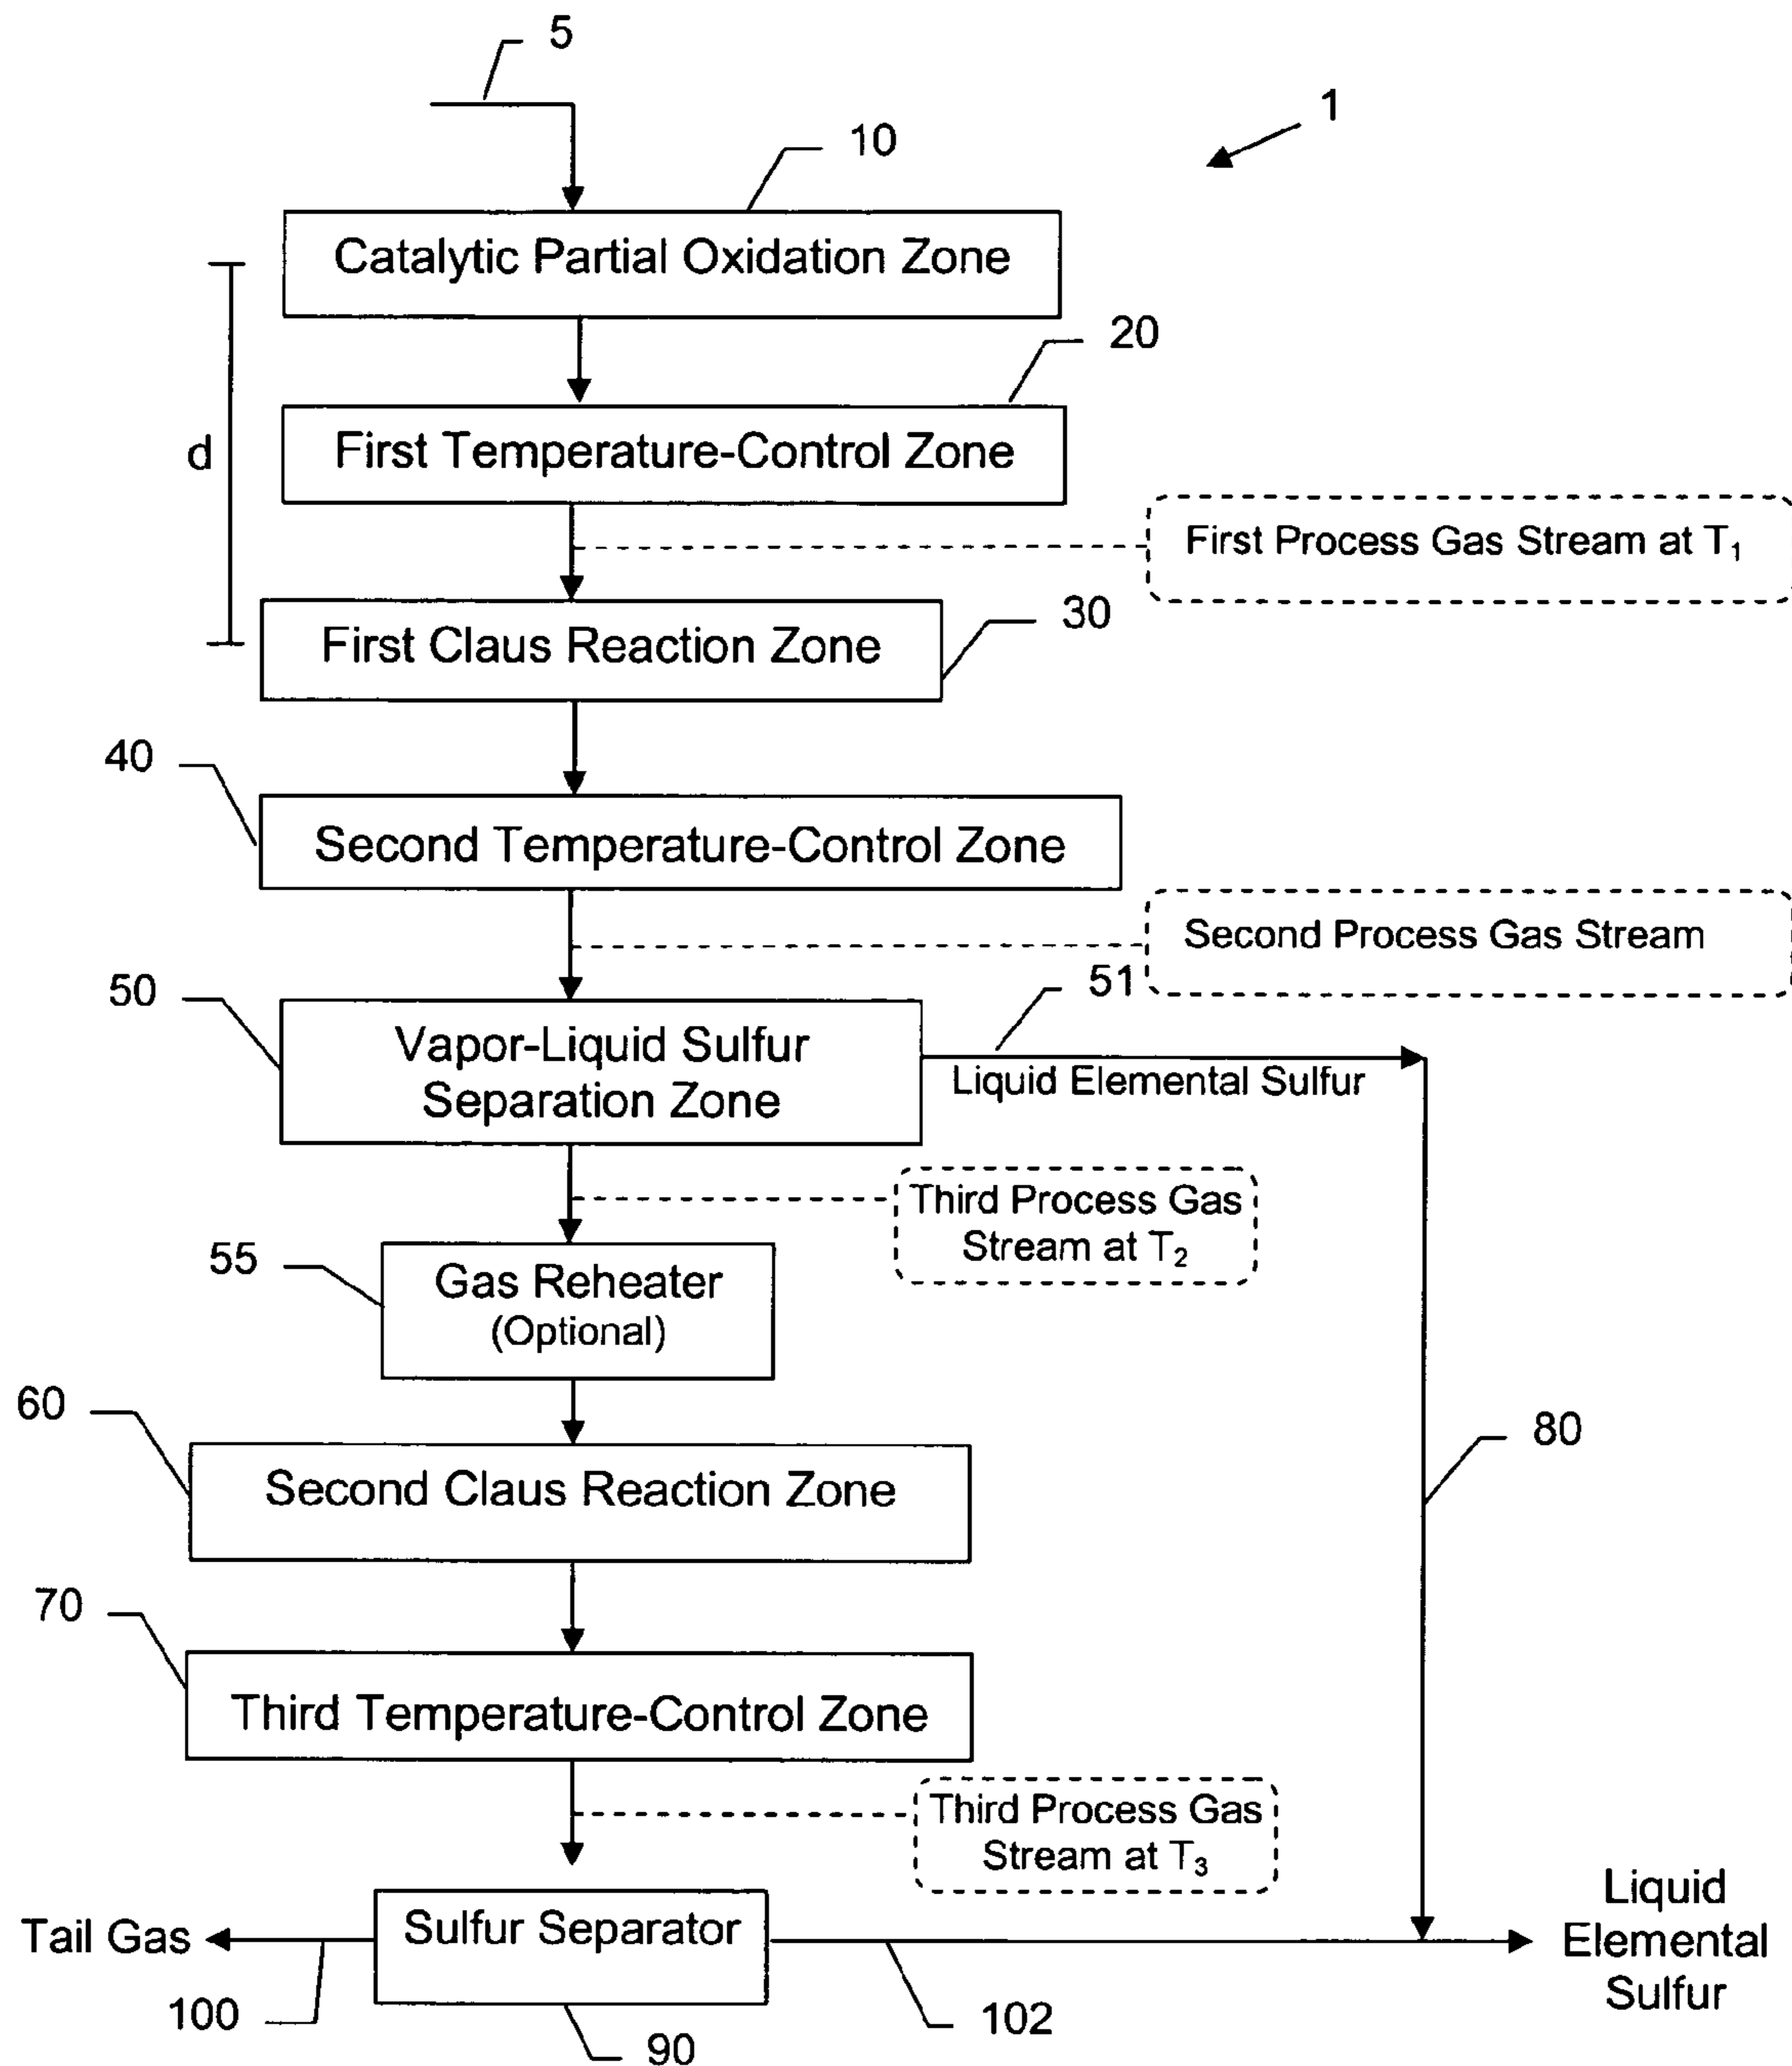 5
1
10
Catalytic Partial Oxidation Zone
20
d
First Temperature-Control Zone
First Process Gas Stream at T₁
30
First Claus Reaction Zone
40
Second Temperature-Control Zone
Second Process Gas Stream
50
51
Vapor-Liquid Sulfur
Separation Zone
Liquid Elemental Sulfur
Third Process Gas
Stream at T₂
55
Gas Reheater
(Optional)
60
80
Second Claus Reaction Zone
70
Third Temperature-Control Zone
Third Process Gas
Stream at T₃
Tail Gas
Sulfur Separator
Liquid
Elemental
Sulfur
100
102
90